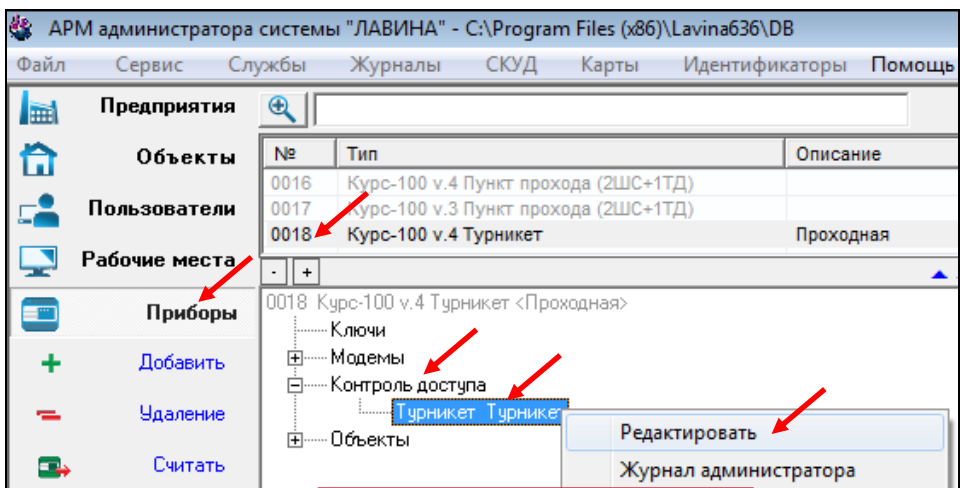 АРМ администратора системы "ЛАВИНА" - C:\Program Files (x86)\Lavina636\DB
Файл Сервис Службы Журналы СКУД Карты Идентификаторы Помощь
Предприятия
Объекты
Пользователи
Рабочие места
Приборы
Добавить
Удаление
Считать
№ Тип Описание
0016 Курс-100 v.4 Пункт прохода (2ШС+1ТД)
0017 Курс-100 v.3 Пункт прохода (2ШС+1ТД)
0018 Курс-100 v.4 Турникет Проходная
- +
0018 Курс-100 v.4 Турникет <Проходная>
Ключи
Модемы
Контроль доступа
Турникет Турникет
Объекты
Редактировать
Журнал администратора